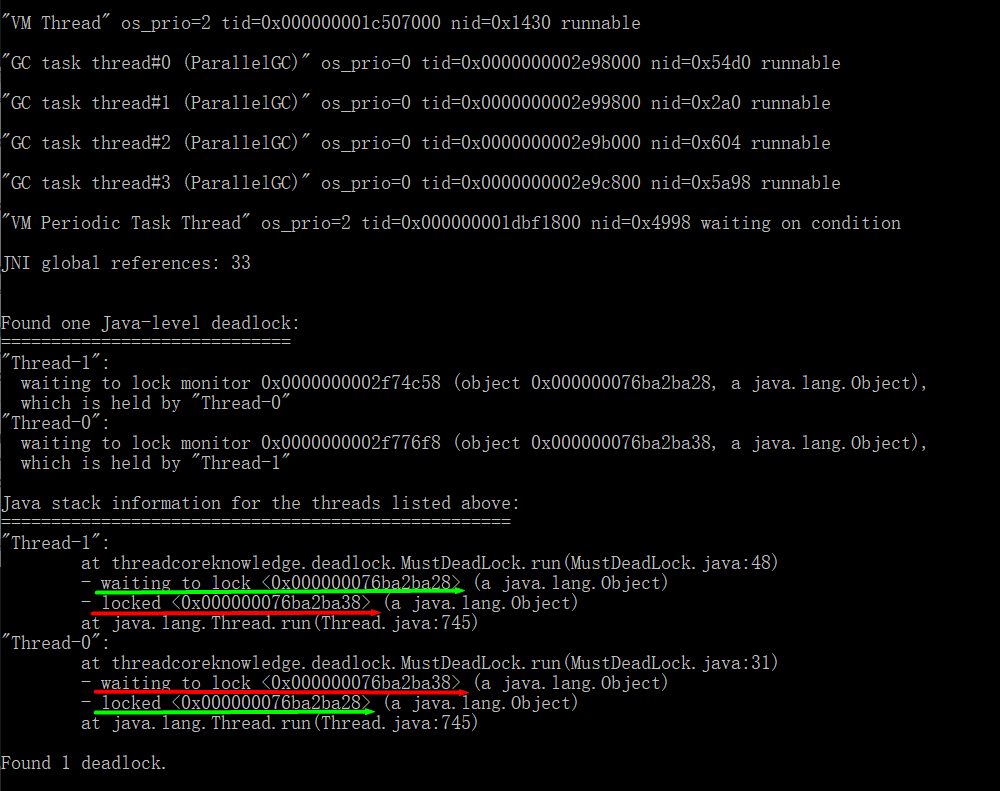 "VM Thread" os_prio=2 tid=0x000000001c507000 nid=0x1430 runnable
"GC task thread#0 (ParallelGC)" os_prio=0 tid=0x0000000002e98000 nid=0x54d0 runnable
"GC task thread#1 (ParallelGC)" os_prio=0 tid=0x0000000002e99800 nid=0x2a0 runnable
"GC task thread#2 (ParallelGC)" os_prio=0 tid=0x0000000002e9b000 nid=0x604 runnable
"GC task thread#3 (ParallelGC)" os_prio=0 tid=0x0000000002e9c800 nid=0x5a98 runnable
"VM Periodic Task Thread" os_prio=2 tid=0x000000001dbf1800 nid=0x4998 waiting on condition
JNI global references: 33
Found one Java-level deadlock:
=============================
"Thread-1":
  waiting to lock monitor 0x0000000002f74c58 (object 0x000000076ba2ba28, a java.lang.Object),
  which is held by "Thread-0"
"Thread-0":
  waiting to lock monitor 0x0000000002f776f8 (object 0x000000076ba2ba38, a java.lang.Object),
  which is held by "Thread-1"
Java stack information for the threads listed above:
===================================================
"Thread-1":
        at threadcoreknowledge.deadlock.MustDeadLock.run(MustDeadLock.java:48)
        - waiting to lock <0x000000076ba2ba28> (a java.lang.Object)
        - locked <0x000000076ba2ba38> (a java.lang.Object)
        at java.lang.Thread.run(Thread.java:745)
"Thread-0":
        at threadcoreknowledge.deadlock.MustDeadLock.run(MustDeadLock.java:31)
        - waiting to lock <0x000000076ba2ba38> (a java.lang.Object)
        - locked <0x000000076ba2ba28> (a java.lang.Object)
        at java.lang.Thread.run(Thread.java:745)
Found 1 deadlock.